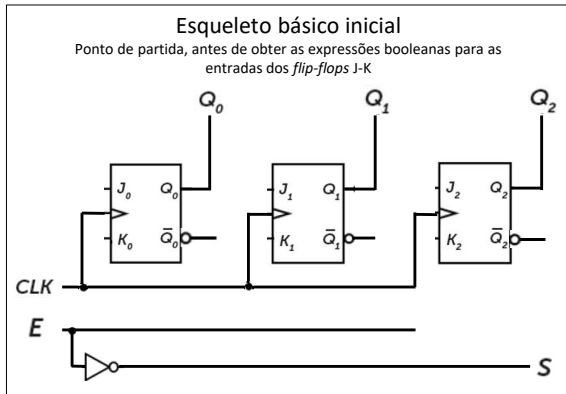 Esqueleto básico inicial
Ponto de partida, antes de obter as expressões booleanas para as
entradas dos flip-flops J-K
Q₀ Q₁ Q₂
J₀ Q₀ J₁ Q₁ J₂ Q₂
K₀ Q̅₀ K₁ Q̅₁ K₂ Q̅₂
CLK
E
S